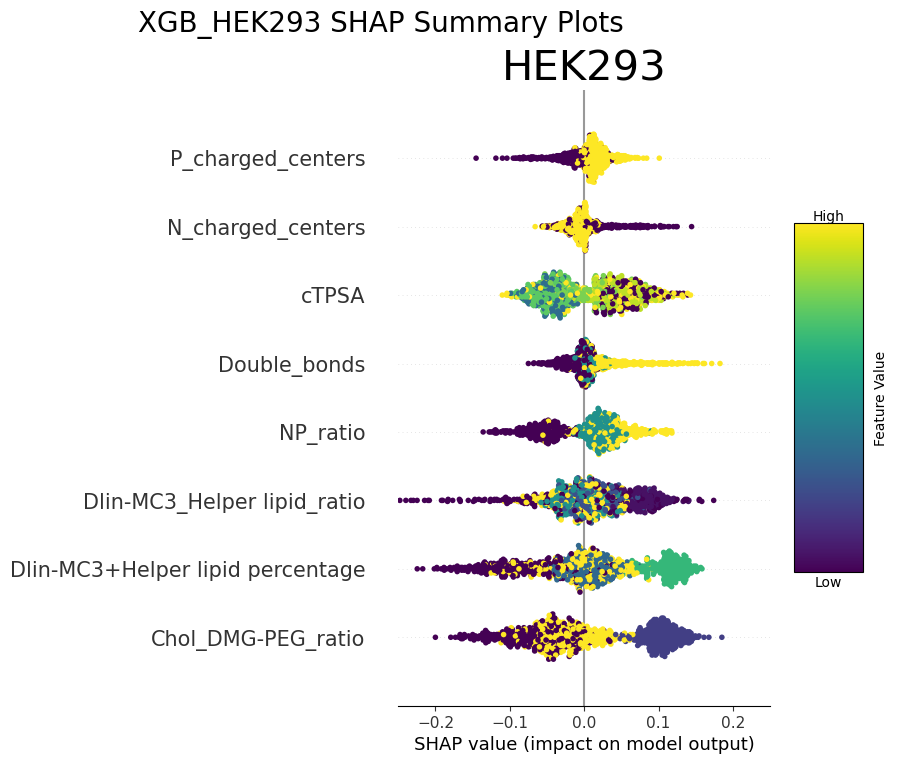 XGB_HEK293 SHAP Summary Plots
HEK293
P_charged_centers
N_charged_centers
cTPSA
Double_bonds
NP_ratio
Dlin-MC3_Helper lipid_ratio
Dlin-MC3+Helper lipid percentage
Chol_DMG-PEG_ratio
−0.2 −0.1 0.0 0.1 0.2
SHAP value (impact on model output)
High
Feature Value
Low